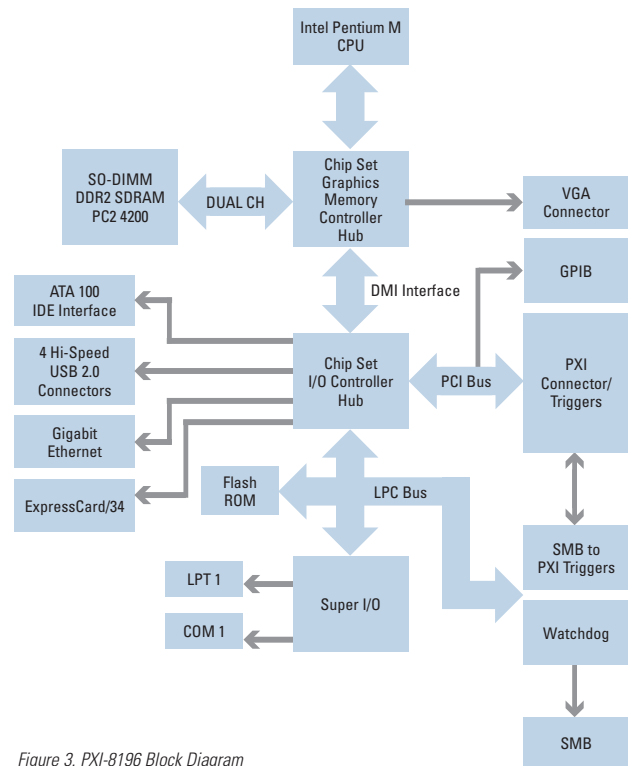 Intel Pentium M
CPU
SO-DIMM
DDR2 SDRAM
PC2 4200
DUAL CH
Chip Set
Graphics
Memory
Controller
Hub
VGA
Connector
DMI Interface
GPIB
ATA 100
IDE Interface
4 Hi-Speed
USB 2.0
Connectors
Gigabit
Ethernet
ExpressCard/34
Chip Set
I/O Controller
Hub
PCI Bus
PXI
Connector/
Triggers
Flash
ROM
LPC Bus
SMB to
PXI Triggers
LPT 1
COM 1
Super I/O
Watchdog
SMB
Figure 3. PXI-8196 Block Diagram